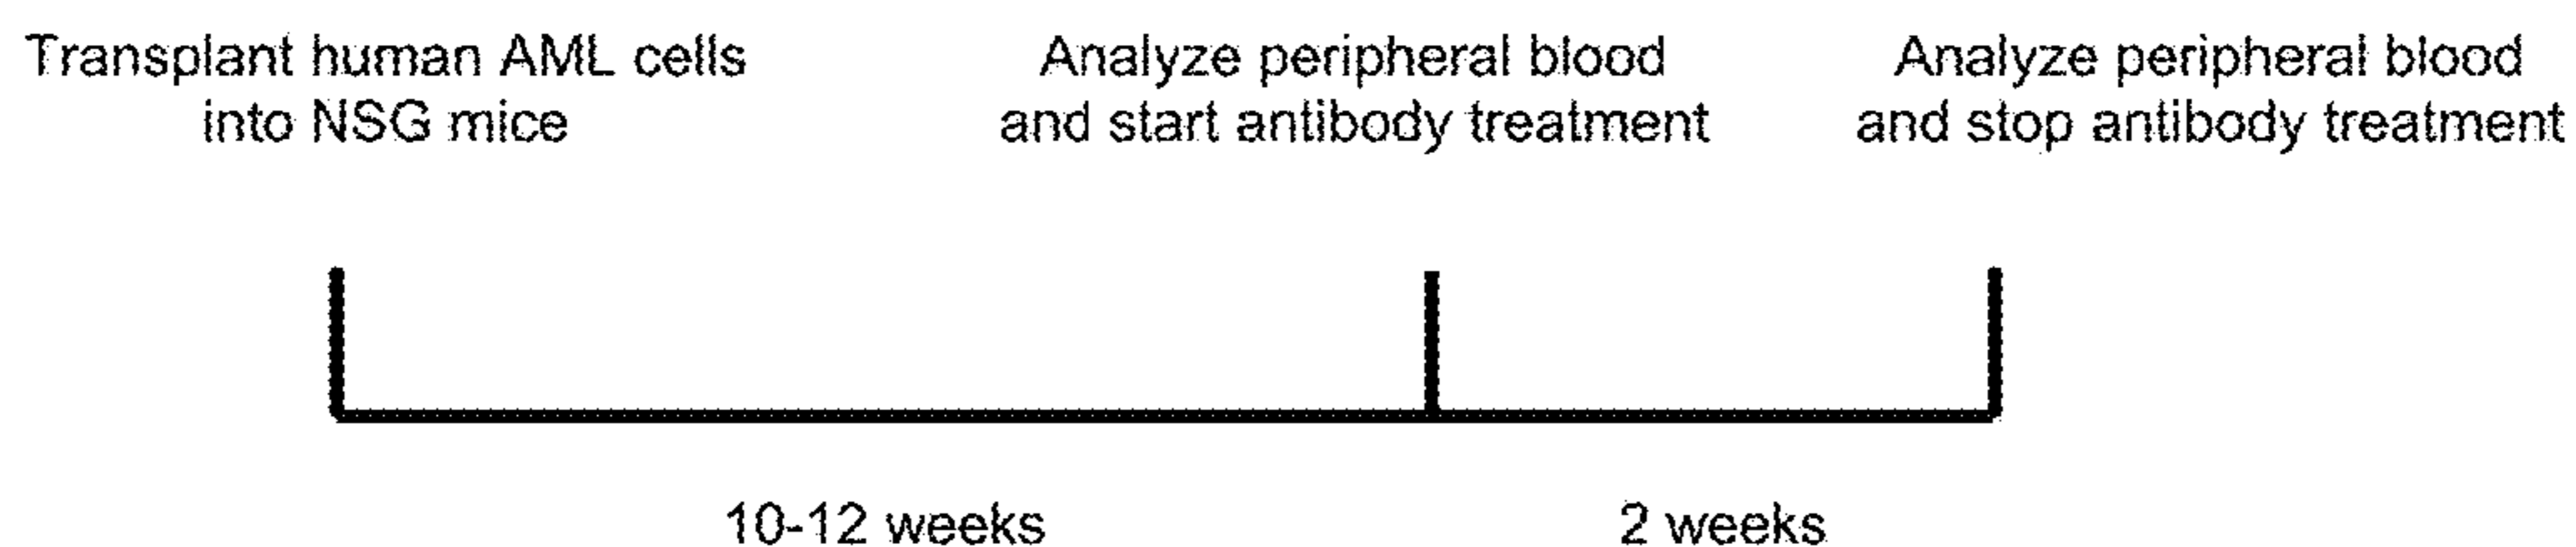 Transplant human AML cells
into NSG mice
Analyze peripheral blood
and start antibody treatment
Analyze peripheral blood
and stop antibody treatment
10-12 weeks
2 weeks